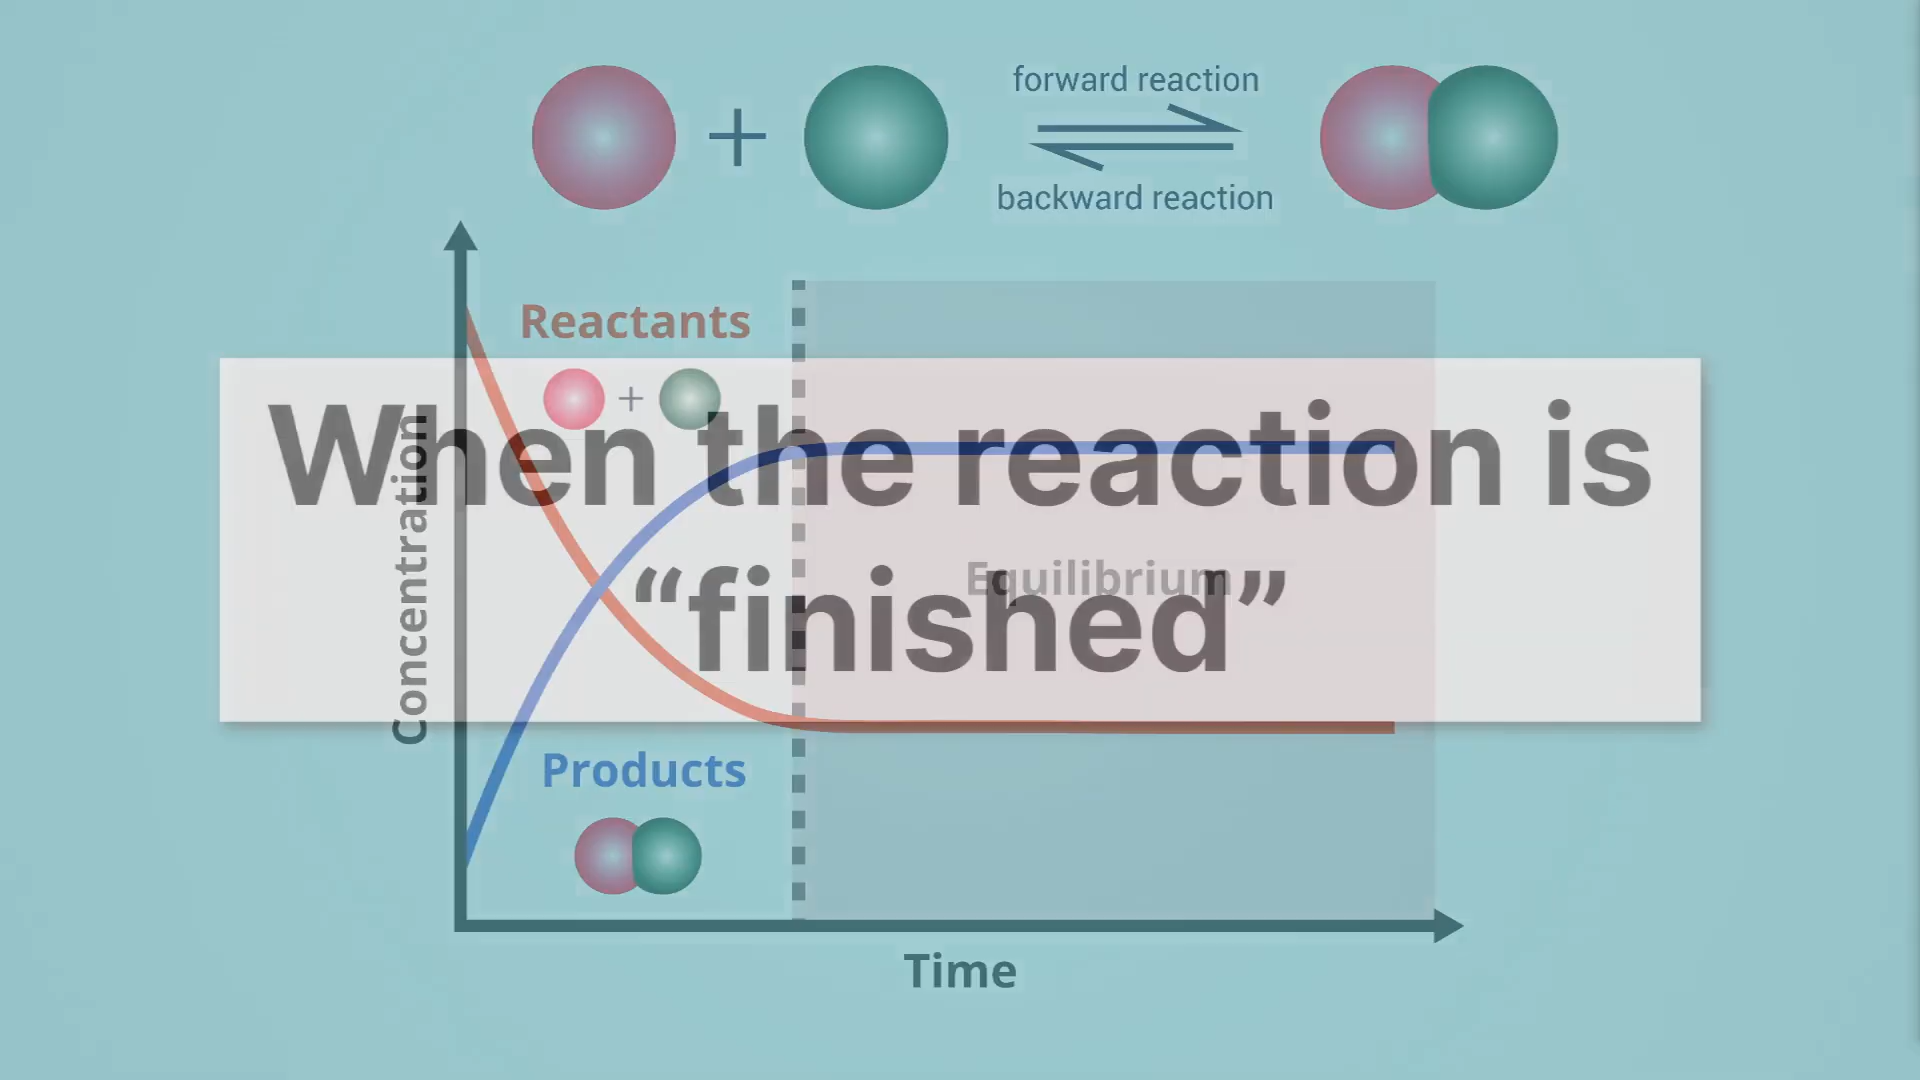 forward reaction
+
backward reaction
Reactants
+
When the reaction is
“finished”
Equilibrium
Concentration
Products
Time